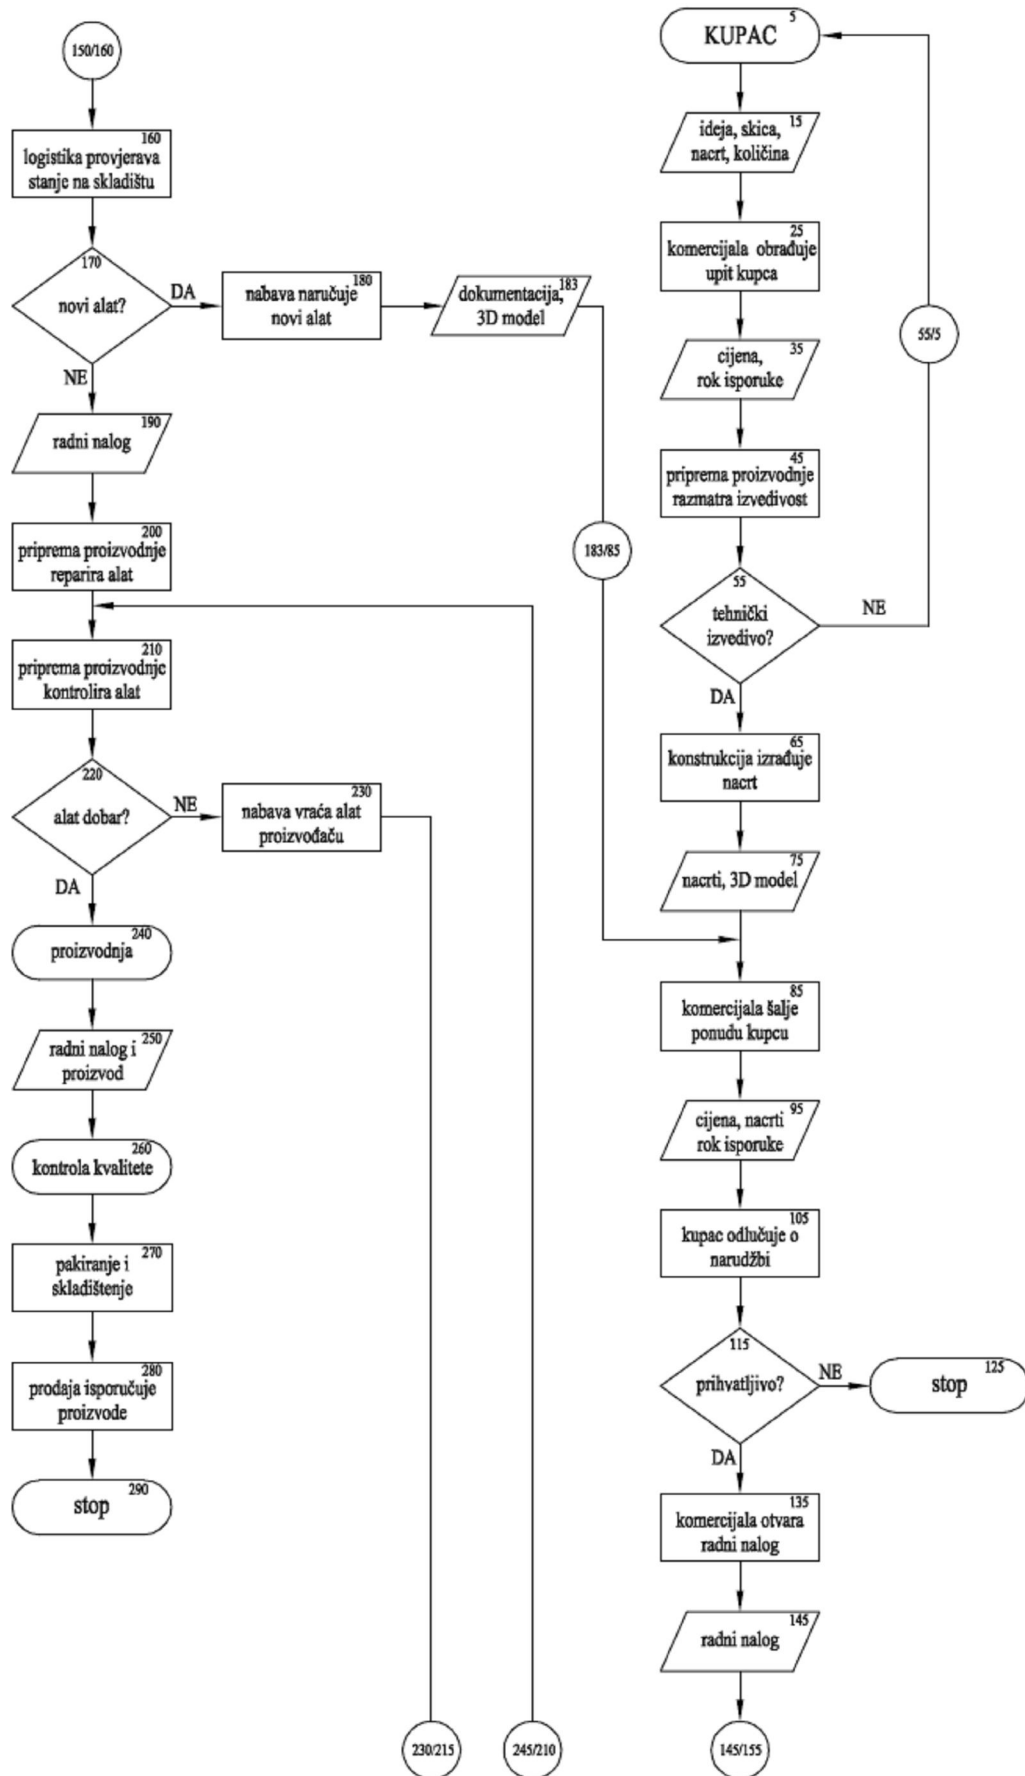 150/160
160
logistika provjerava
stanje na skladištu
170
novi alat?
DA
180
nabava naručuje
novi alat
183
dokumentacija,
3D model
NE
190
radni nalog
200
priprema proizvodnje
reparira alat
183/85
210
priprema proizvodnje
kontrolira alat
220
alat dobar?
NE
230
nabava vraća alat
proizvođaču
DA
240
proizvodnja
250
radni nalog i
proizvod
260
kontrola kvalitete
270
pakiranje i
skladištenje
280
prodaja isporučuje
proizvode
290
stop
230/215
245/210
5
KUPAC
15
ideja, skica,
nacrt, količina
25
komercijala obrađuje
upit kupca
55/5
35
cijena,
rok isporuke
45
priprema proizvodnje
razmatra izvedivost
55
tehnički
izvedivo?
NE
DA
65
konstrukcija izrađuje
nacrt
75
nacrti, 3D model
85
komercijala šalje
ponudu kupcu
95
cijena, nacrti
rok isporuke
105
kupac odlučuje o
narudžbi
115
prihvatljivo?
NE
125
stop
DA
135
komercijala otvara
radni nalog
145
radni nalog
145/155